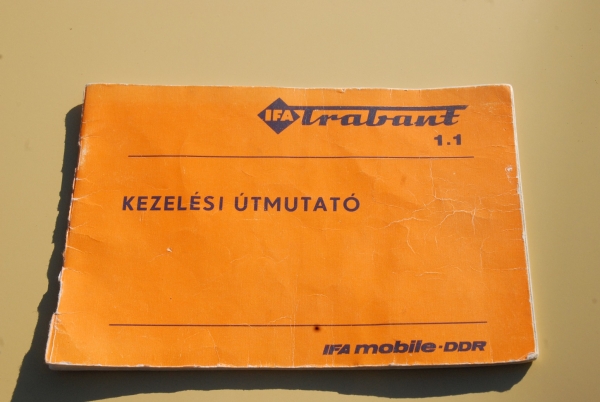 IFA Trabant
1.1
KEZELÉSI ÚTMUTATÓ
IFA mobile-DDR